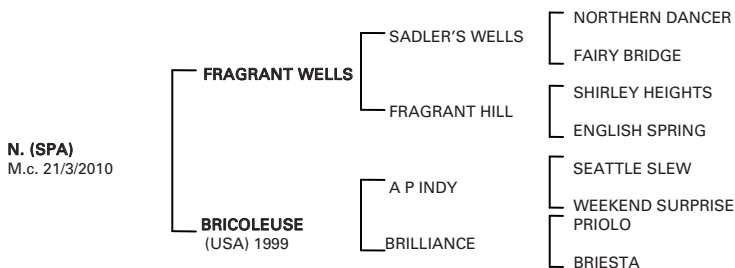 N. (SPA)
M.c. 21/3/2010
FRAGRANT WELLS
BRICOLEUSE
(USA) 1999
SADLER'S WELLS
FRAGRANT HILL
A P INDY
BRILLIANCE
NORTHERN DANCER
FAIRY BRIDGE
SHIRLEY HEIGHTS
ENGLISH SPRING
SEATTLE SLEW
WEEKEND SURPRISE
PRIOLO
BRIESTA